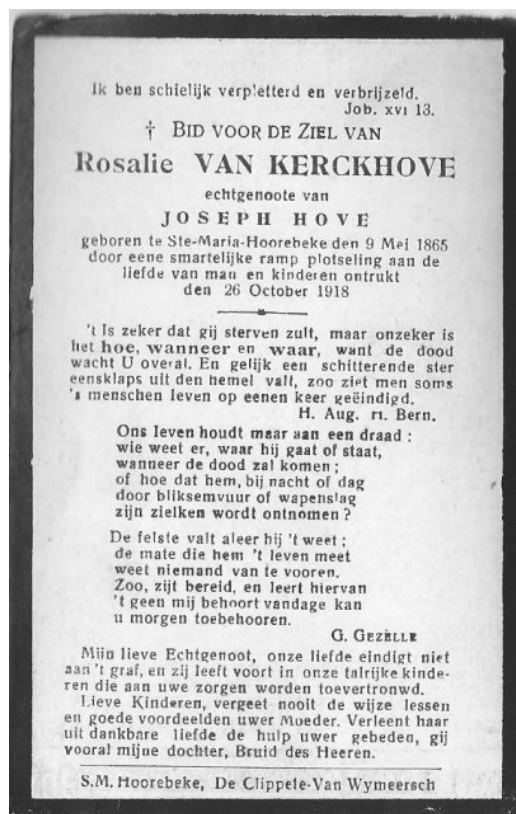 Ik ben schielijk verpletterd en verbrijzeld.
Job. XVI 13.
† BID VOOR DE ZIEL VAN
Rosalie VAN KERCKHOVE
echtgenoote van
JOSEPH HOVE
geboren te Ste-Maria-Hoorebeke den 9 Mei 1865
door eene smartelijke ramp plotseling aan de
liefde van man en kinderen ontrukt
den 26 October 1918
't Is zeker dat gij sterven zult, maar onzeker is
het hoe, wanneer en waar, want de dood
wacht U overal. En gelijk een schitterende ster
eensklaps uit den hemel valt, zoo ziet men soms
's menschen leven op eenen keer geëindigd.
H. Aug. n. Bern.
Ons leven houdt maar aan een draad :
wie weet er, waar hij gaat of staat,
wanneer de dood zal komen ;
of hoe dat hem, bij nacht of dag
door bliksemvuur of wapenslag
zijn zielken wordt ontnomen ?
De felste valt aleer hij 't weet ;
de mate die hem 't leven meet
weet niemand van te vooren.
Zoo, zijt bereid, en leert hiervan
't geen mij behoort vandage kan
u morgen toebehooren.
G. GEZELLE
Mijn lieve Echtgenoot, onze liefde eindigt niet
aan 't graf, en zij leeft voort in onze talrijke kinde-
ren die aan uwe zorgen worden toevertronwd.
Lieve Kinderen, vergeet nooit de wijze lessen
en goede voordeelden uwer Moeder. Verleent haar
uit dankbare liefde de hulp uwer gebeden, gij
vooral mijne dochter, Bruid des Heeren.
S.M. Hoorebeke, De Clippele-Van Wymeersch